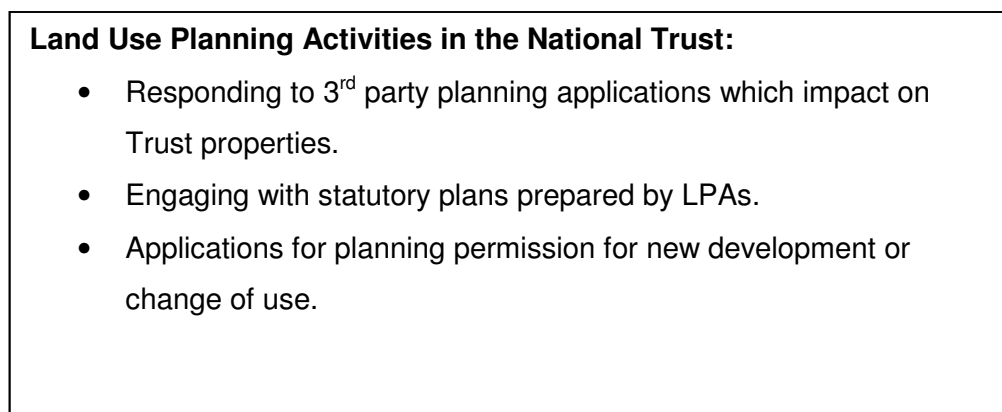 Land Use Planning Activities in the National Trust:
• Responding to 3rd party planning applications which impact on
Trust properties.
• Engaging with statutory plans prepared by LPAs.
• Applications for planning permission for new development or
change of use.